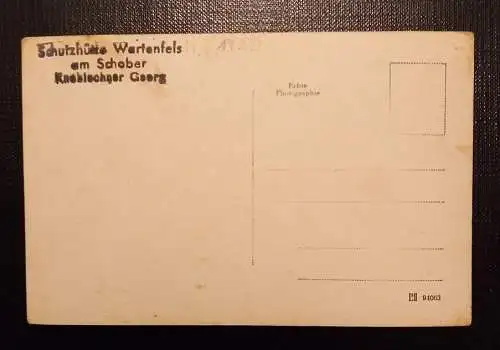 Schutzhütte Wartenfels
am Schober
Knoblechner Georg
Echte
Photographie
94063